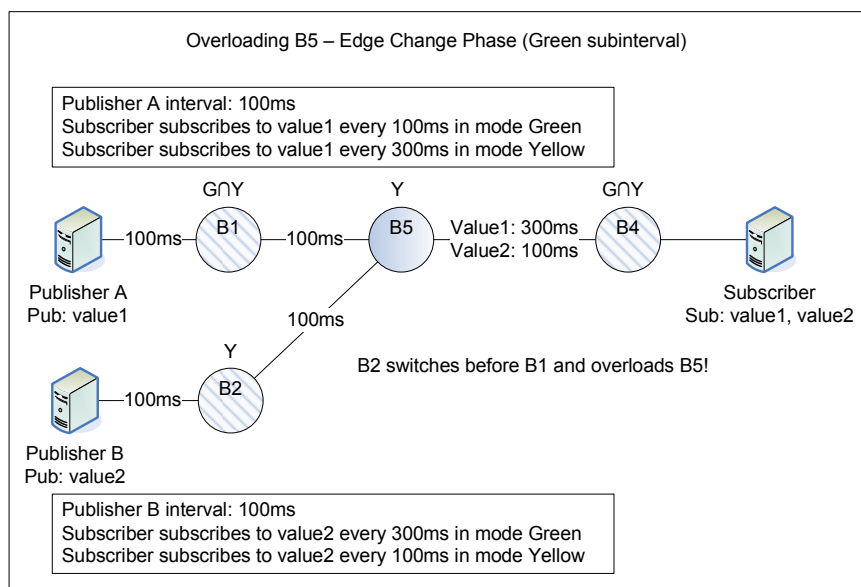 Overloading B5 – Edge Change Phase (Green subinterval)
Publisher A interval: 100ms
Subscriber subscribes to value1 every 100ms in mode Green
Subscriber subscribes to value1 every 300ms in mode Yellow
G∩Y
Y
G∩Y
100ms
B1
100ms
B5
Value1: 300ms
Value2: 100ms
B4
Publisher A
Pub: value1
Subscriber
Sub: value1, value2
100ms
Y
B2 switches before B1 and overloads B5!
100ms
B2
Publisher B
Pub: value2
Publisher B interval: 100ms
Subscriber subscribes to value2 every 300ms in mode Green
Subscriber subscribes to value2 every 100ms in mode Yellow